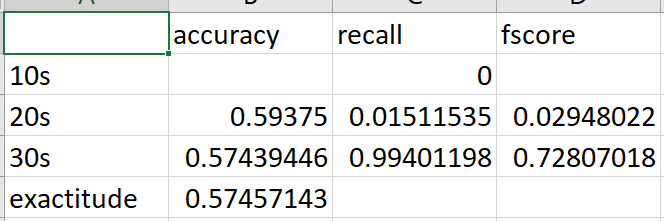 accuracy recall fscore
10s 0
20s 0.59375 0.01511535 0.02948022
30s 0.57439446 0.99401198 0.72807018
exactitude 0.57457143